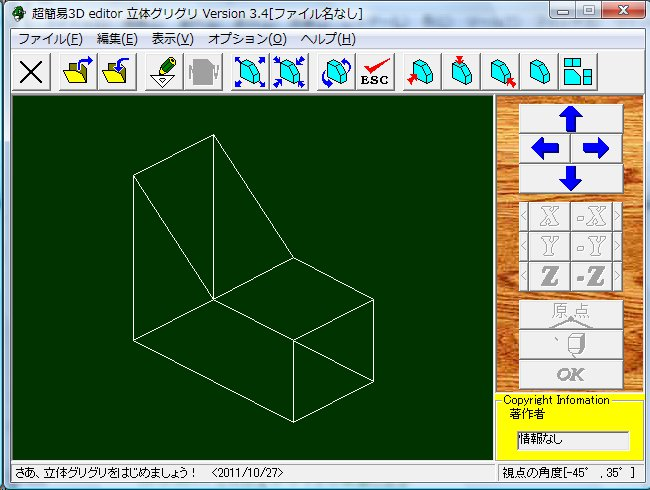 超簡易3D editor 立体グリグリ Version 3.4[ファイル名なし]
ファイル(F) 編集(E) 表示(V) オプション(O) ヘルプ(H)
ESC
X -X
Y -Y
Z -Z
原点
OK
Copyright Infomation
著作者
情報なし
さあ、立体グリグリをはじめましょう! <2011/10/27> 視点の角度[-45° , 35° ]